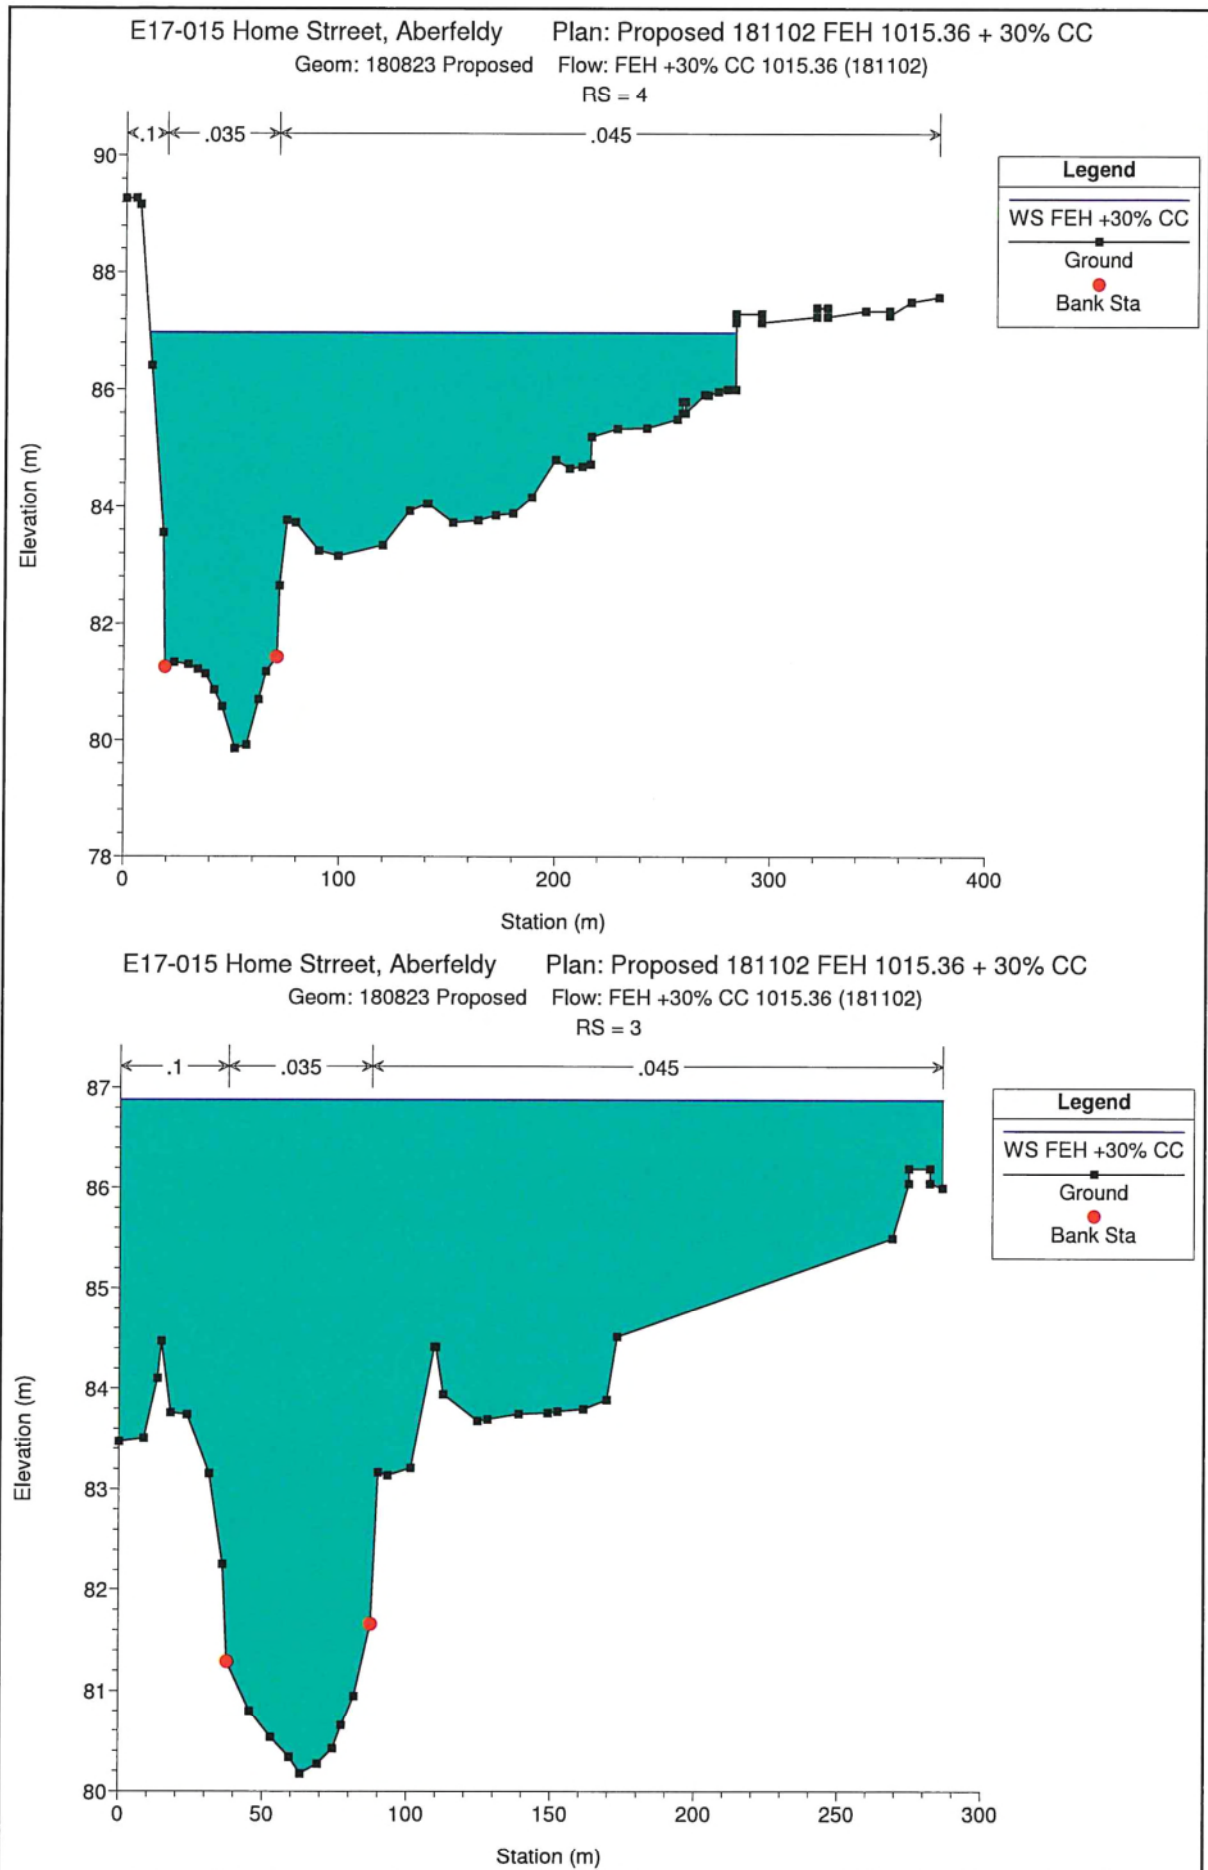 E17-015 Home Strreet, Aberfeldy Plan: Proposed 181102 FEH 1015.36 + 30% CC
Geom: 180823 Proposed Flow: FEH +30% CC 1015.36 (181102)
RS = 4
.1 .035 .045
90
88
86
84
82
80
78
Elevation (m)
0 100 200 300 400
Station (m)
Legend
WS FEH +30% CC
Ground
Bank Sta
E17-015 Home Strreet, Aberfeldy Plan: Proposed 181102 FEH 1015.36 + 30% CC
Geom: 180823 Proposed Flow: FEH +30% CC 1015.36 (181102)
RS = 3
.1 .035 .045
87
86
85
84
83
82
81
80
Elevation (m)
0 50 100 150 200 250 300
Station (m)
Legend
WS FEH +30% CC
Ground
Bank Sta